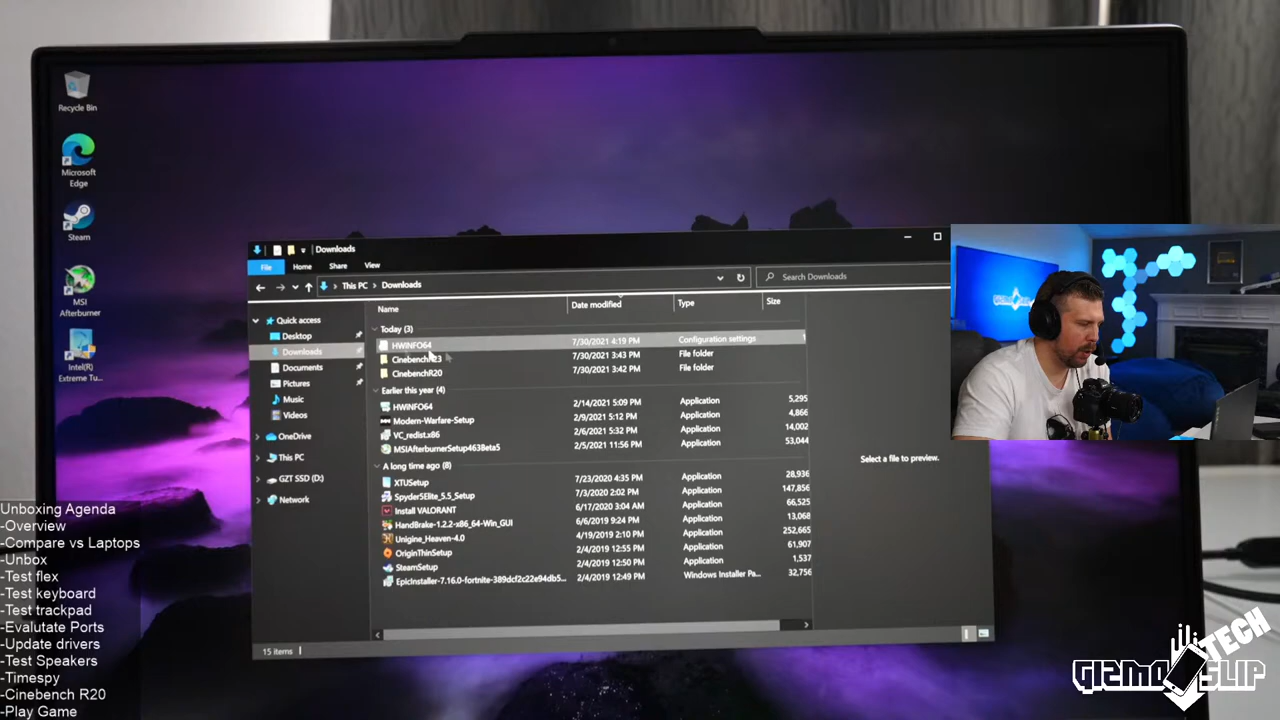 Recycle Bin
Microsoft
Edge
Steam
MSI
Afterburner
Intel(R)
Extreme Tu...
Downloads
File Home Share View
This PC Downloads
Search Downloads
Quick access
Desktop
Downloads
Documents
Pictures
Music
Videos
OneDrive
This PC
GZT SSD (D:)
Network
Name Date modified Type Size
Today (3)
HWiNFO64 7/30/2021 4:19 PM Configuration settings
CinebenchR23 7/30/2021 3:43 PM File folder
CinebenchR20 7/30/2021 3:42 PM File folder
Earlier this year (4)
HWiNFO64 2/14/2021 5:09 PM Application 5,295
Modern-Warfare-Setup 2/9/2021 5:12 PM Application 4,866
VC_redist.x86 2/6/2021 5:32 PM Application 14,002
MSIAfterburnerSetup463Beta5 2/5/2021 11:56 PM Application 53,044
A long time ago (8)
XTUSetup 7/23/2020 4:35 PM Application 28,936
Spyder5Elite_5.5_Setup 7/3/2020 2:02 PM Application 147,856
Install VALORANT 6/17/2020 3:04 AM Application 66,525
HandBrake-1.2.2-x86_64-Win_GUI 6/6/2019 9:24 PM Application 13,068
Unigine_Heaven-4.0 4/19/2019 2:10 PM Application 252,665
OriginThinSetup 2/4/2019 12:55 PM Application 61,907
SteamSetup 2/4/2019 12:50 PM Application 1,537
EpicInstaller-7.16.0-fortnite-389dcf2c22e94db5... 2/4/2019 12:49 PM Windows Installer Pa... 32,756
Select a file to preview.
15 items
Unboxing Agenda
-Overview
-Compare vs Laptops
-Unbox
-Test flex
-Test keyboard
-Test trackpad
-Evalutate Ports
-Update drivers
-Test Speakers
-Timespy
-Cinebench R20
-Play Game
GIZMO SLIP TECH